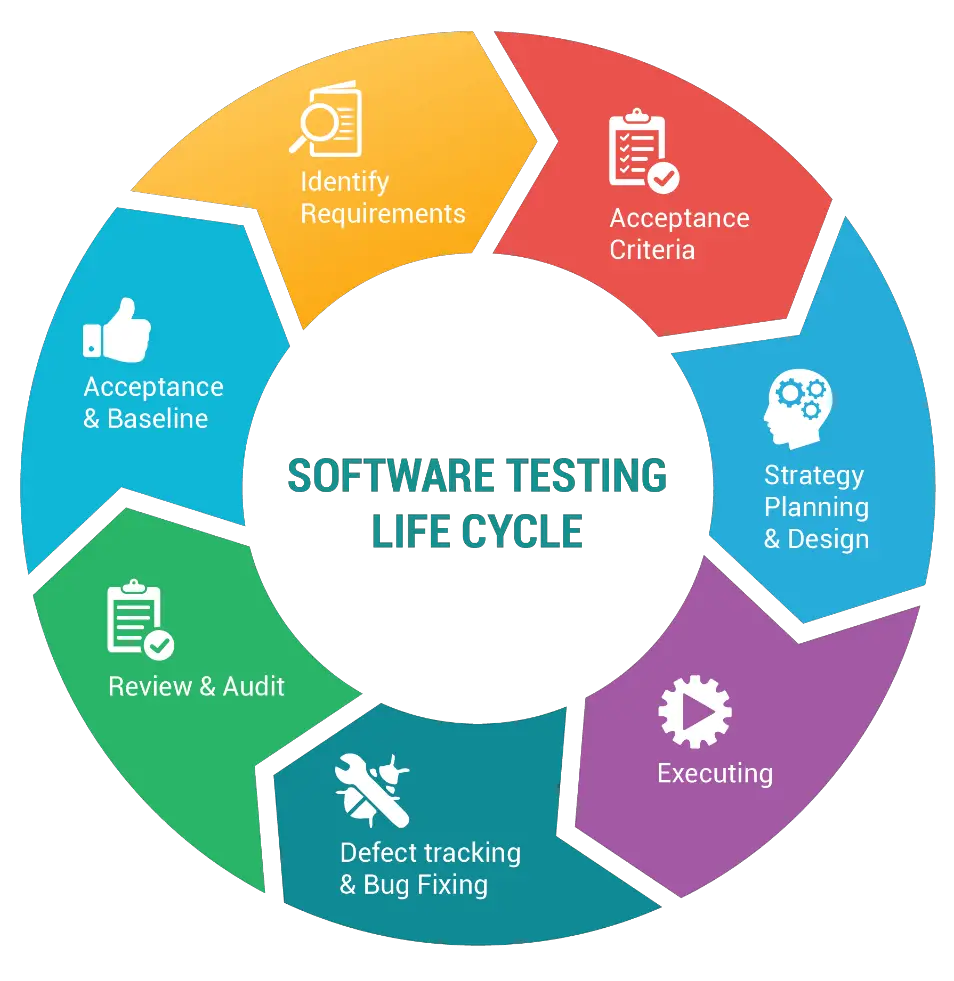 Identify
Requirements
Acceptance
Criteria
Strategy
Planning
& Design
Executing
Defect tracking
& Bug Fixing
Review & Audit
Acceptance
& Baseline
SOFTWARE TESTING
LIFE CYCLE